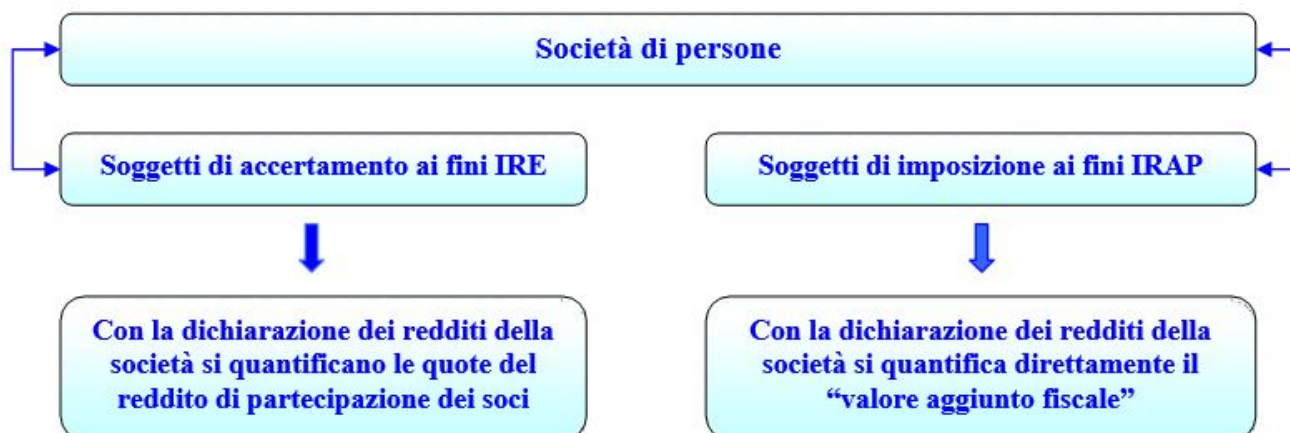 Società di persone
Soggetti di accertamento ai fini IRE
Soggetti di imposizione ai fini IRAP
Con la dichiarazione dei redditi della
società si quantificano le quote del
reddito di partecipazione dei soci
Con la dichiarazione dei redditi della
società si quantifica direttamente il
“valore aggiunto fiscale”